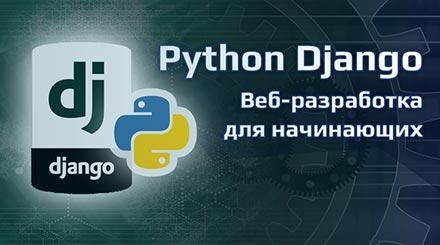 Python Django
Веб-разработка
для начинающих
dj
django